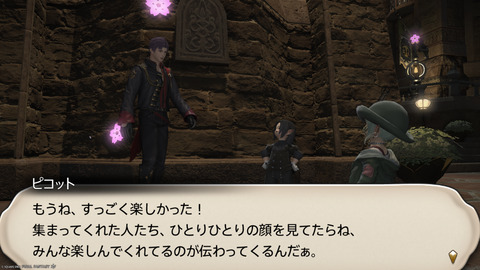 ピコット
もうね、すっごく楽しかった！
集まってくれた人たち、ひとりひとりの顔を見てたらね、
みんな楽しんでくれてるのが伝わってくるんだぁ。